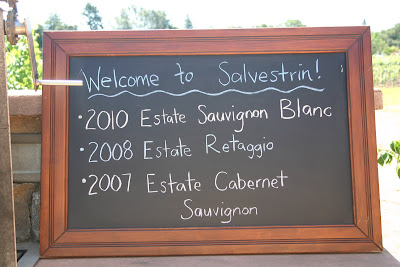 Welcome to Salvestrin!
• 2010 Estate Sauvignon Blanc
• 2008 Estate Retaggio
• 2007 Estate Cabernet
Sauvignon